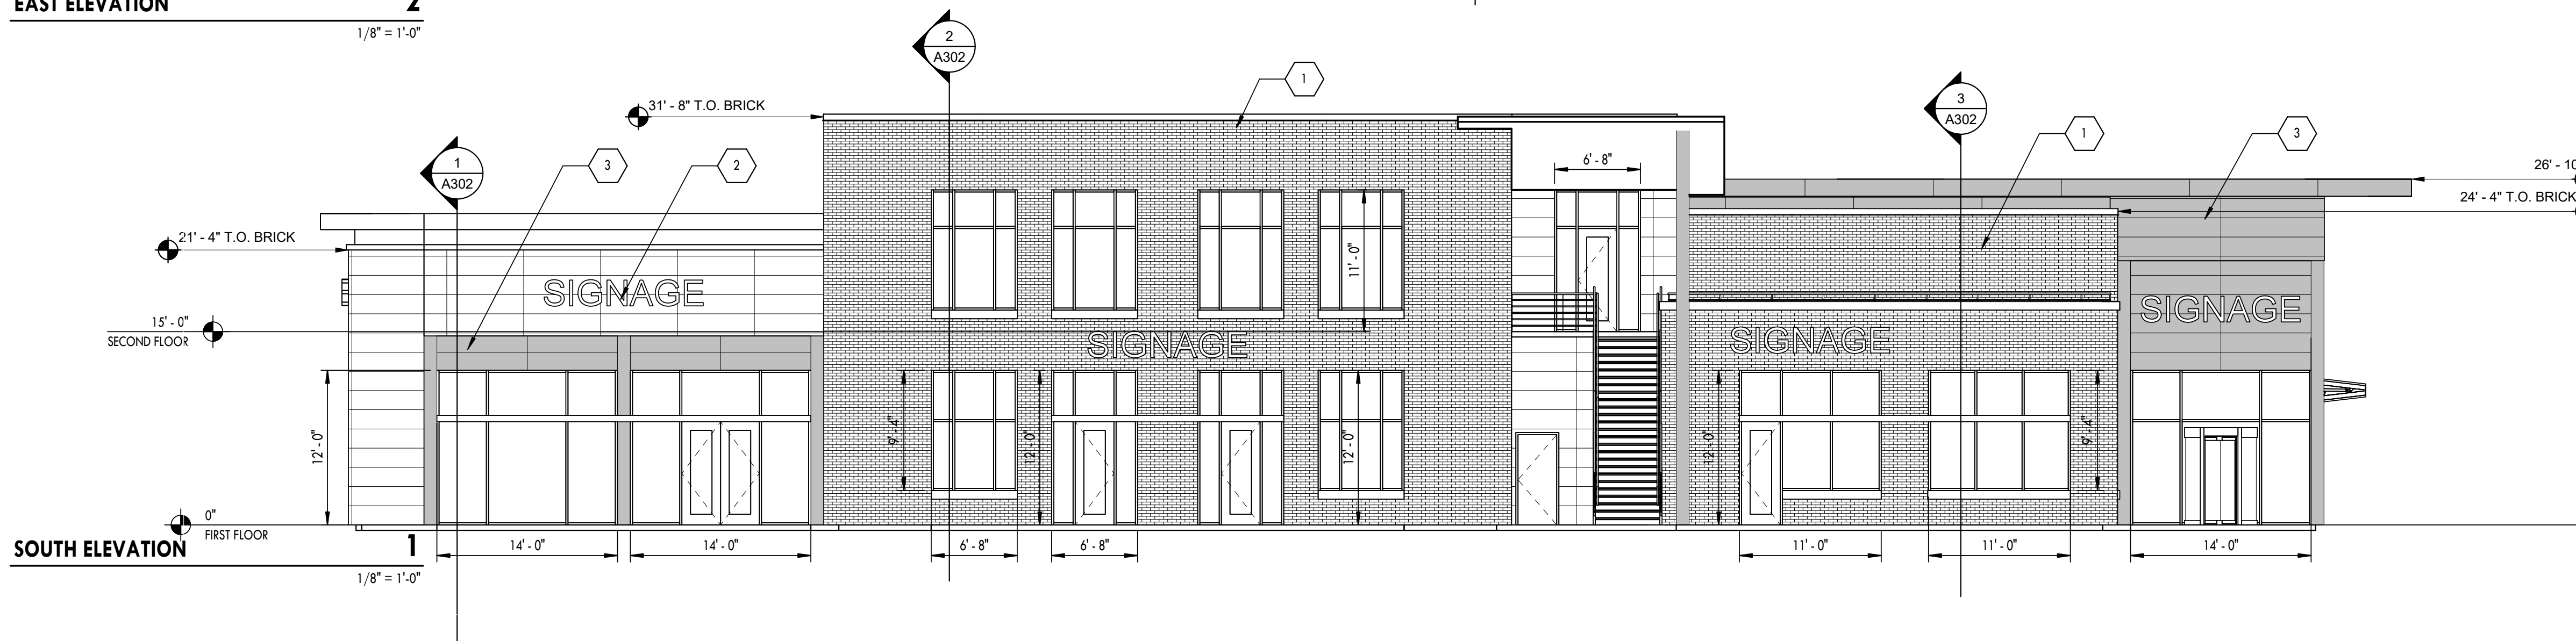 EAST ELEVATION 2
1/8" = 1'-0"
2
A302
1
31' - 8" T.O. BRICK
3
A302
1
3
1
A302
3
2
6' - 8"
26' - 10
24' - 4" T.O. BRICK
21' - 4" T.O. BRICK
11' - 0"
SIGNAGE
SIGNAGE
15' - 0"
SECOND FLOOR
SIGNAGE
SIGNAGE
12' - 0"
9' - 4"
12' - 0"
12' - 0"
12' - 0"
9' - 4"
0"
FIRST FLOOR
SOUTH ELEVATION 1
1/8" = 1'-0"
14' - 0"
14' - 0"
6' - 8"
6' - 8"
11' - 0"
11' - 0"
14' - 0"